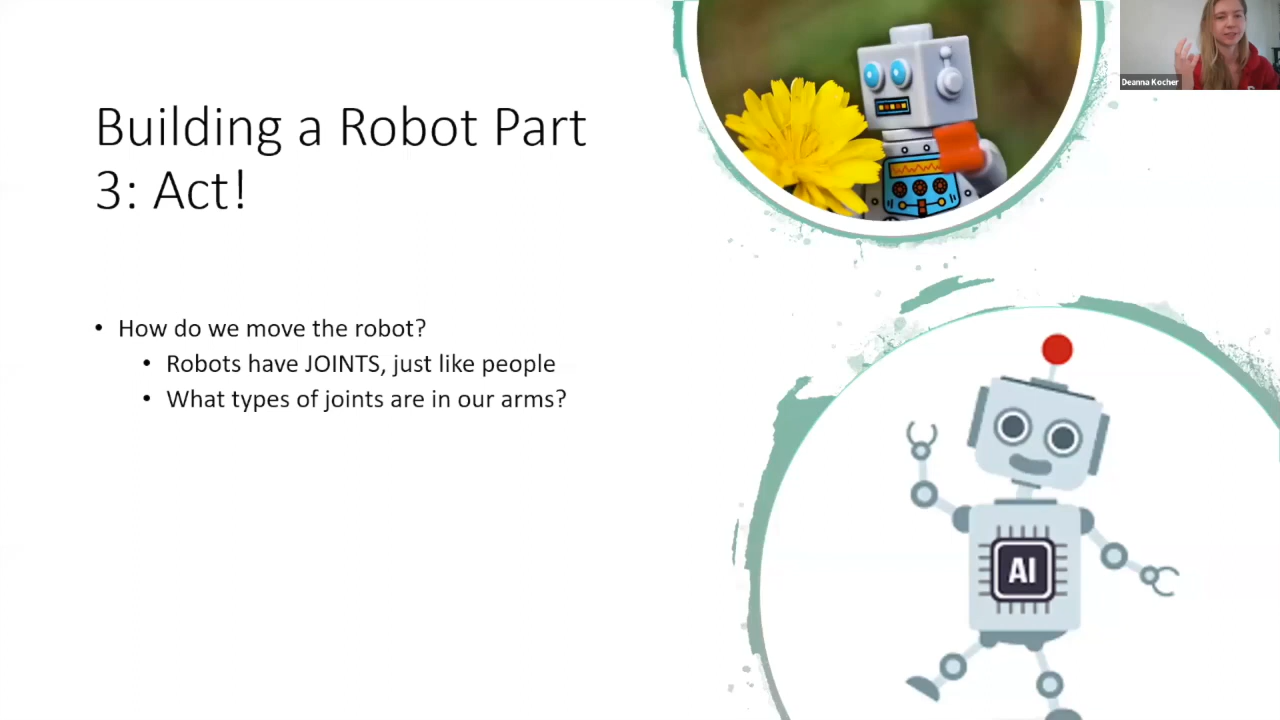 Building a Robot Part
3: Act!
• How do we move the robot?
• Robots have JOINTS, just like people
• What types of joints are in our arms?
Deanna Kocher
AI